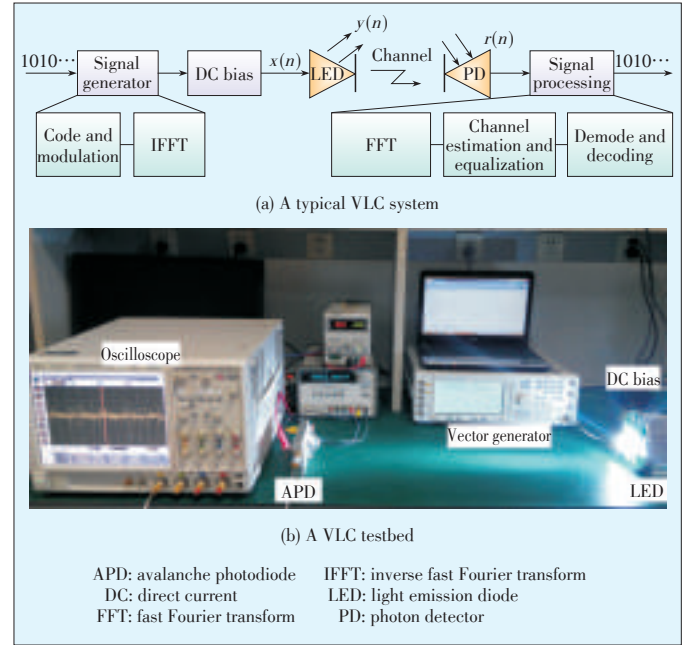 y(n)
1010… Signal generator DC bias x(n) LED Channel PD r(n) Signal processing 1010…
Code and modulation IFFT FFT Channel estimation and equalization Demode and decoding
(a) A typical VLC system
Oscilloscope
DC bias
Vector generator
APD
LED
(b) A VLC testbed
APD: avalanche photodiode
DC: direct current
FFT: fast Fourier transform
IFFT: inverse fast Fourier transform
LED: light emission diode
PD: photon detector